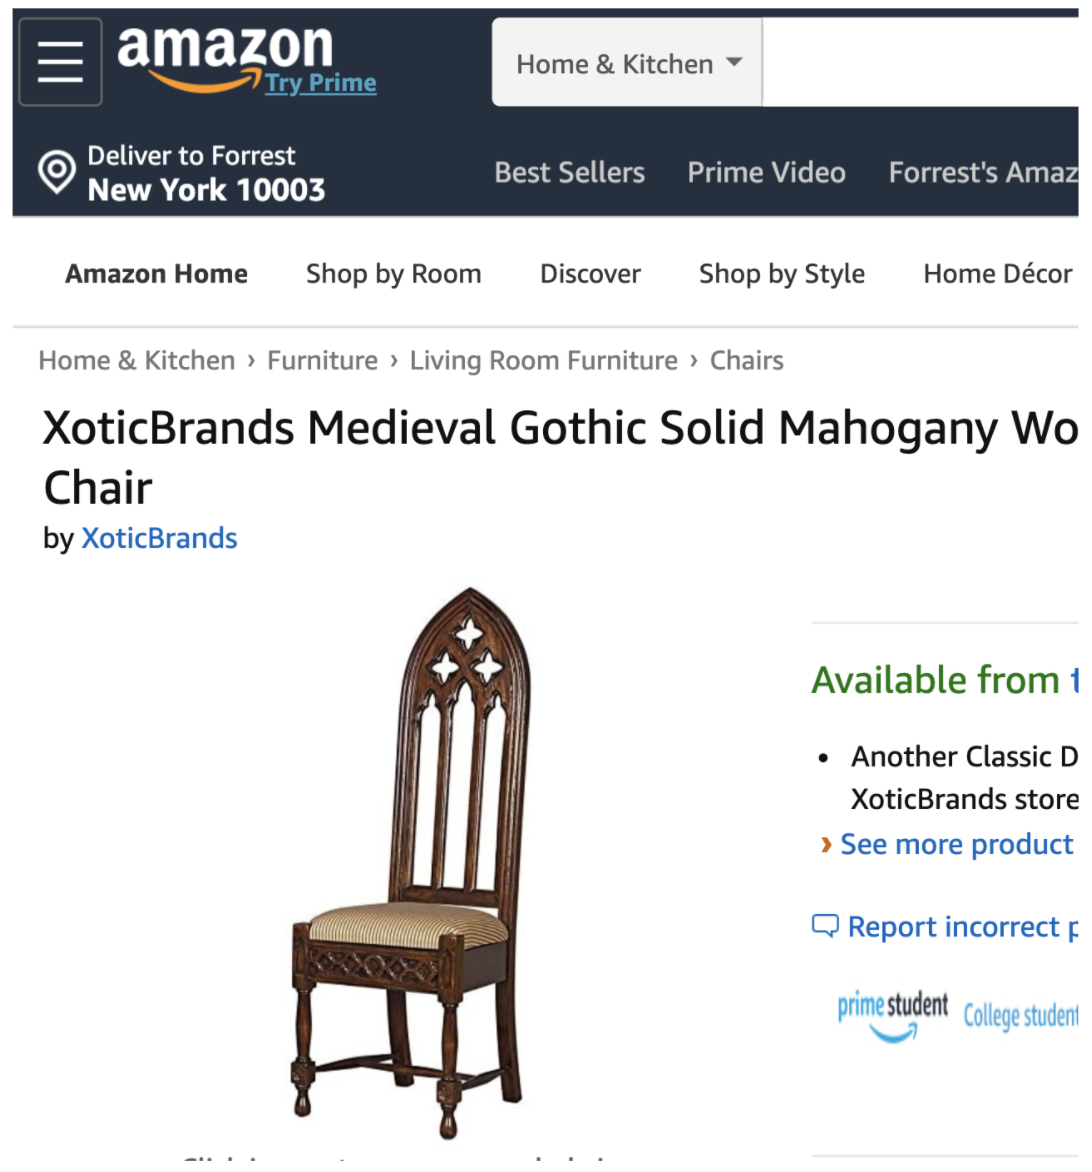 amazon
Try Prime
Home & Kitchen
Deliver to Forrest
New York 10003
Best Sellers Prime Video Forrest's Amaz
Amazon Home Shop by Room Discover Shop by Style Home Décor
Home & Kitchen › Furniture › Living Room Furniture › Chairs
XoticBrands Medieval Gothic Solid Mahogany Wo
Chair
by XoticBrands
Available from t
• Another Classic D
XoticBrands store
› See more product
Report incorrect p
prime student College student